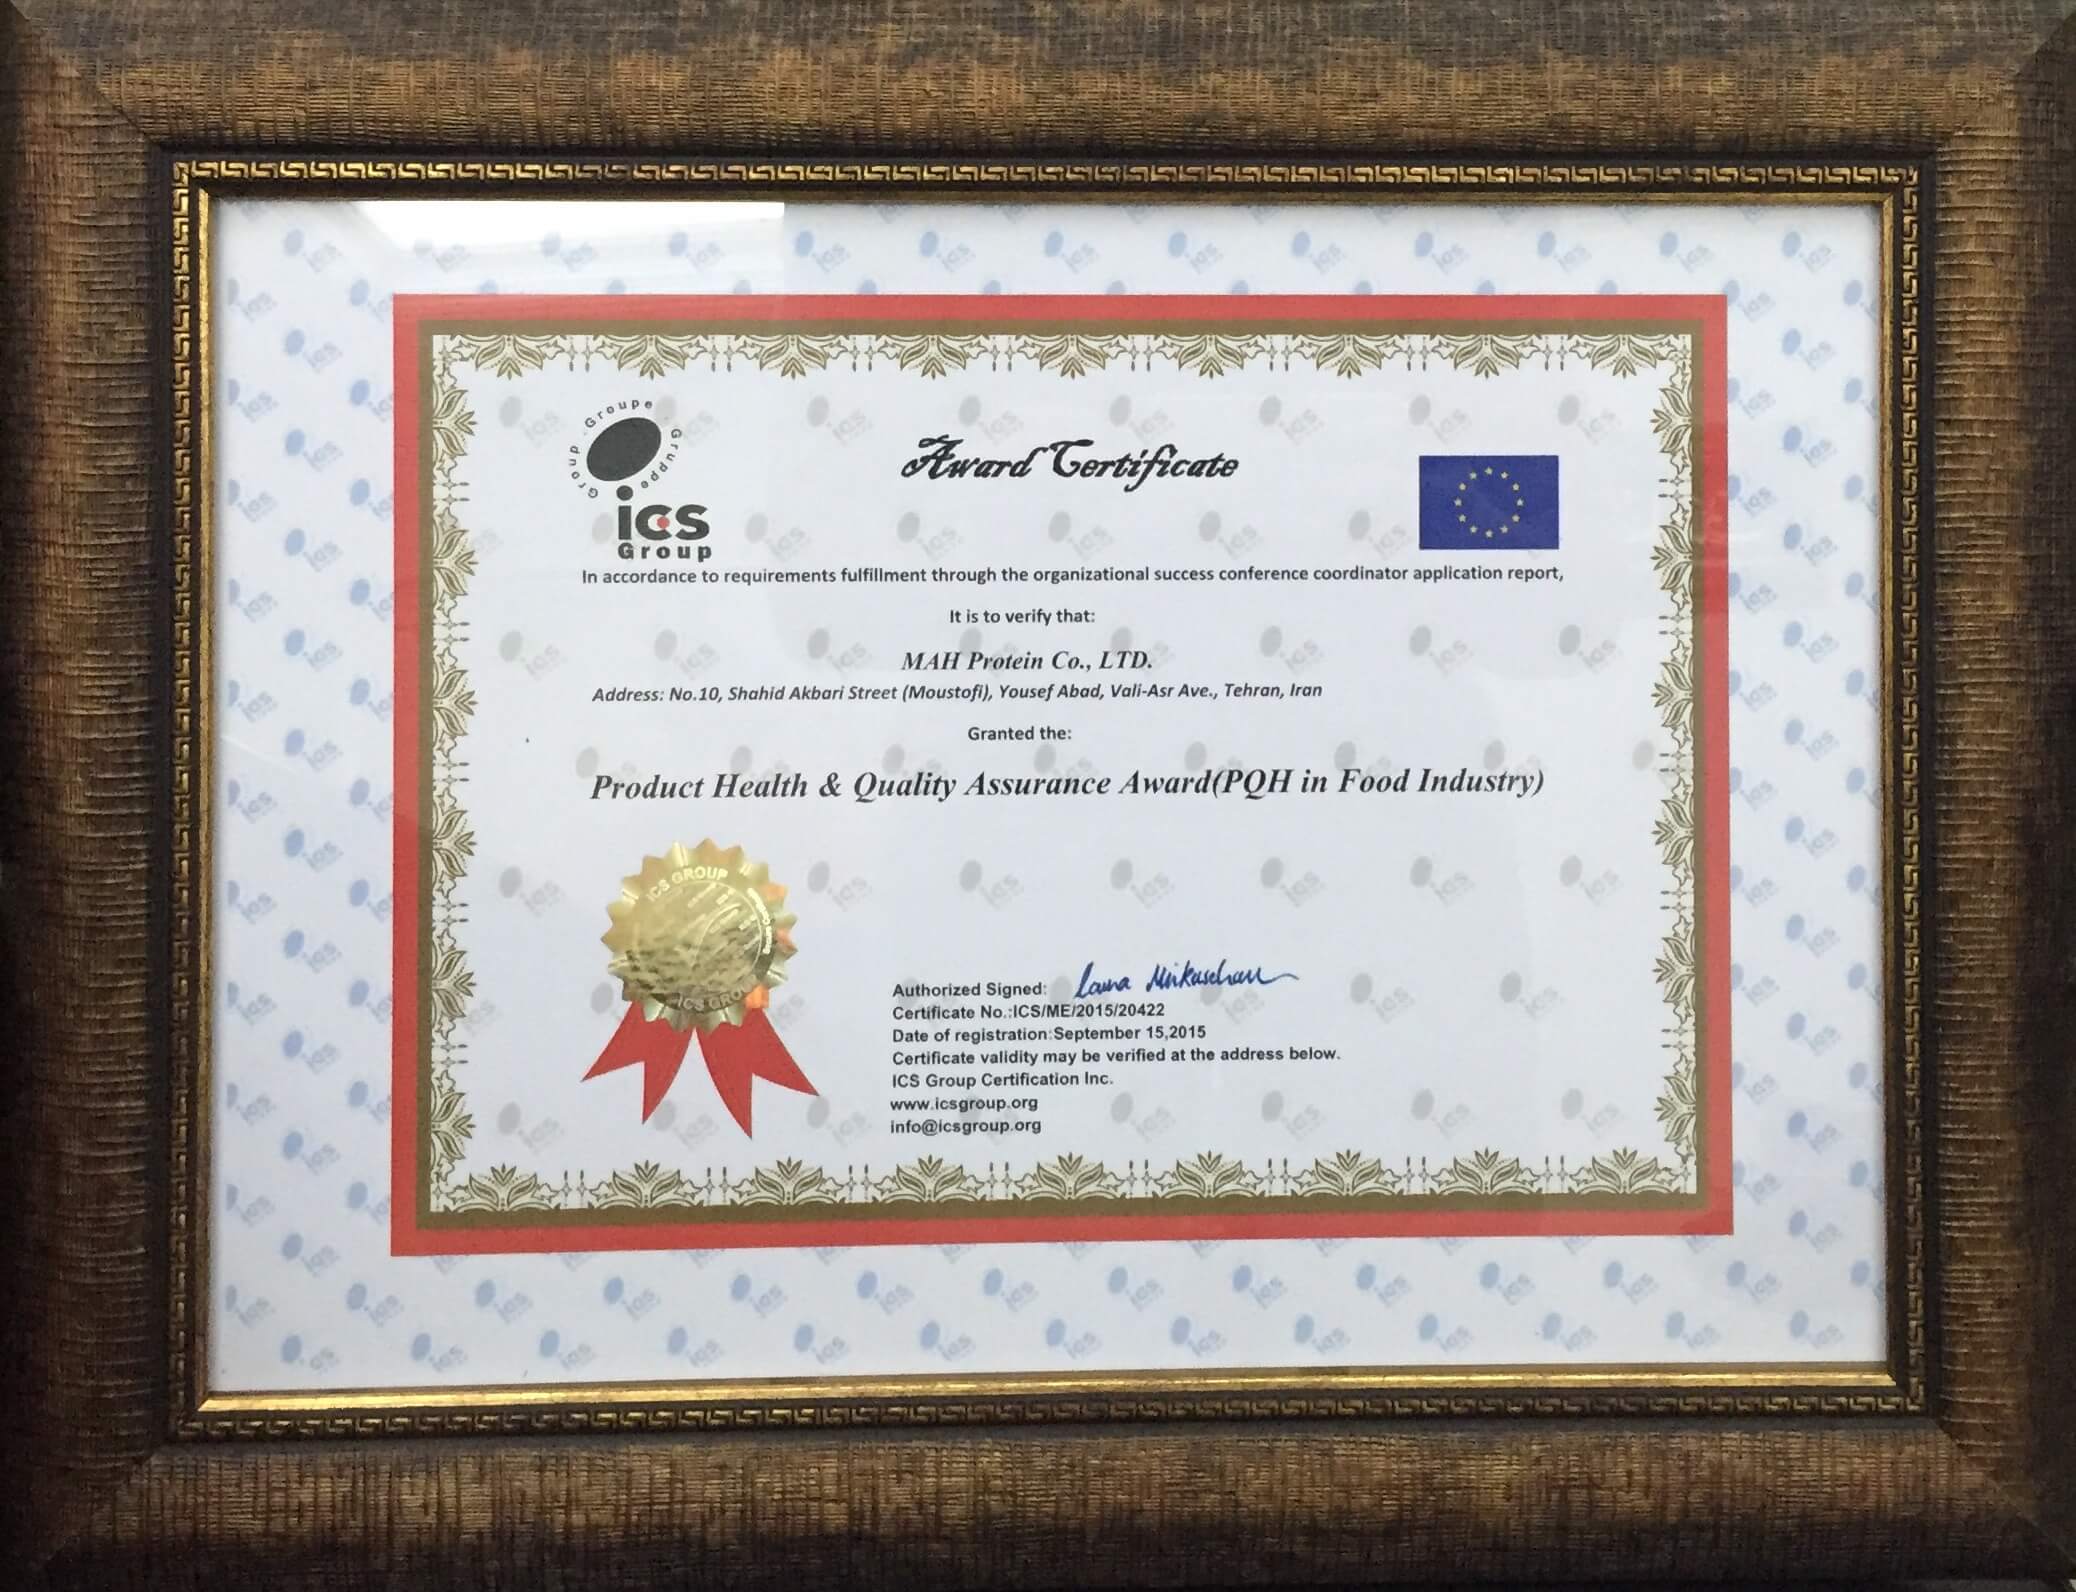 Group . Groupe . Gruppe
ics
Group
Award Certificate
In accordance to requirements fulfillment through the organizational success conference coordinator application report,
It is to verify that:
MAH Protein Co., LTD.
Address: No.10, Shahid Akbari Street (Moustofi), Yousef Abad, Vali-Asr Ave., Tehran, Iran
Granted the:
Product Health & Quality Assurance Award(PQH in Food Industry)
ICS GROUP
ICS GROUP
Authorized Signed:
Certificate No.:ICS/ME/2015/20422
Date of registration:September 15,2015
Certificate validity may be verified at the address below.
ICS Group Certification Inc.
www.icsgroup.org
info@icsgroup.org